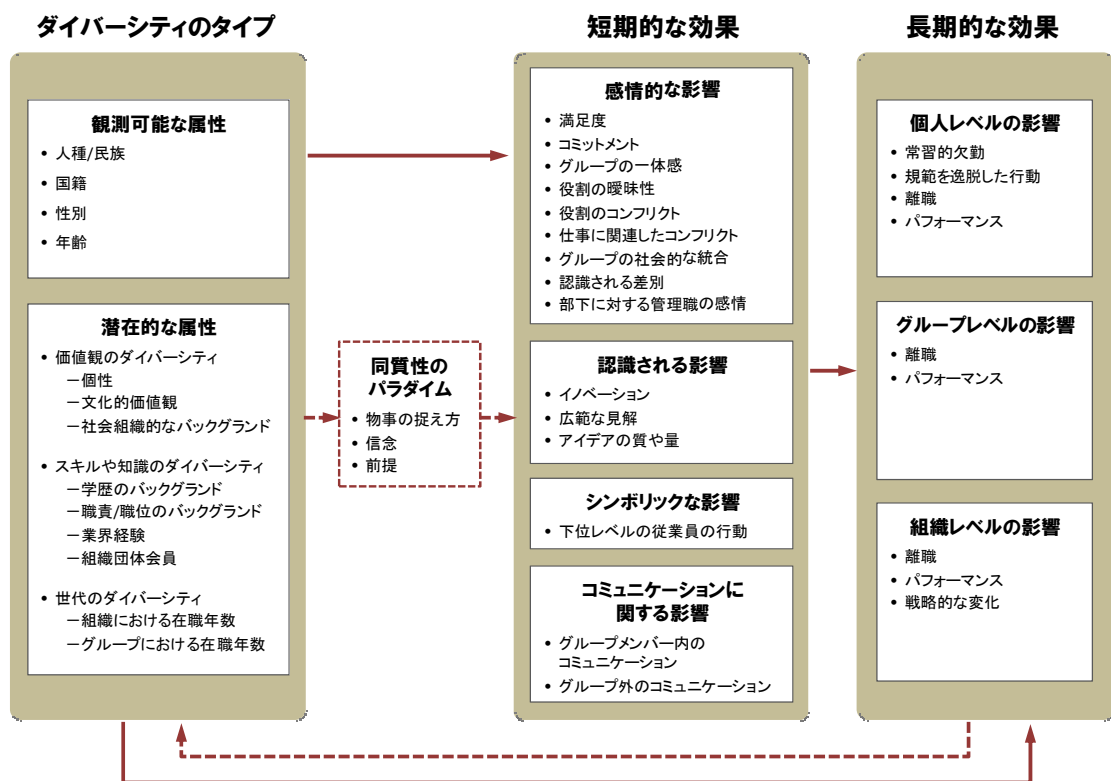 ダイバーシティのタイプ
観測可能な属性
• 人種/民族
• 国籍
• 性別
• 年齢
潜在的な属性
• 価値観のダイバーシティ
－個性
－文化的価値観
－社会組織的なバックグランド
• スキルや知識のダイバーシティ
－学歴のバックグランド
－職責/職位のバックグランド
－業界経験
－組織団体会員
• 世代のダイバーシティ
－組織における在職年数
－グループにおける在職年数
同質性の
パラダイム
• 物事の捉え方
• 信念
• 前提
短期的な効果
感情的な影響
• 満足度
• コミットメント
• グループの一体感
• 役割の曖昧性
• 役割のコンフリクト
• 仕事に関連したコンフリクト
• グループの社会的な統合
• 認識される差別
• 部下に対する管理職の感情
認識される影響
• イノベーション
• 広範な見解
• アイデアの質や量
シンボリックな影響
• 下位レベルの従業員の行動
コミュニケーションに
関する影響
• グループメンバー内の
コミュニケーション
• グループ外のコミュニケーション
長期的な効果
個人レベルの影響
• 常習的欠勤
• 規範を逸脱した行動
• 離職
• パフォーマンス
グループレベルの影響
• 離職
• パフォーマンス
組織レベルの影響
• 離職
• パフォーマンス
• 戦略的な変化